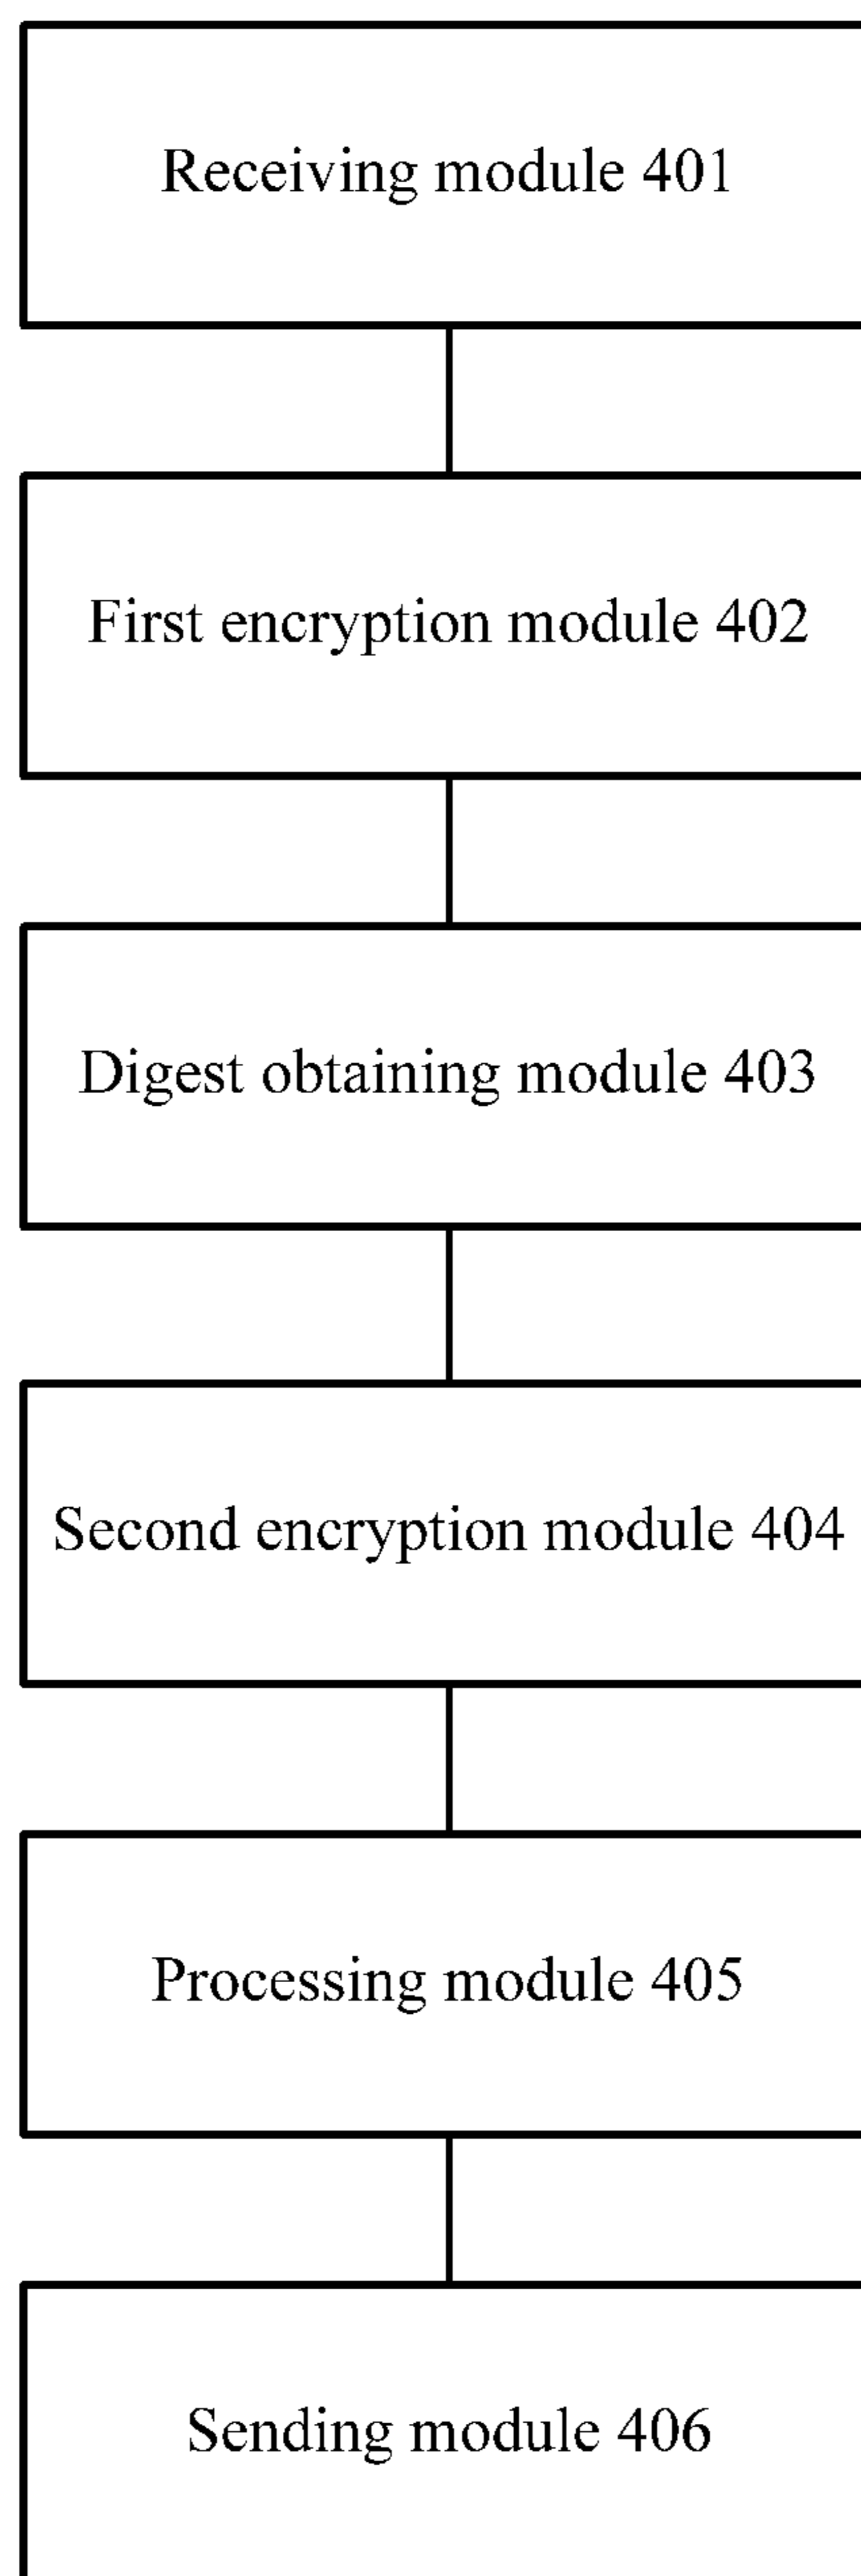 Receiving module 401
First encryption module 402
Digest obtaining module 403
Second encryption module 404
Processing module 405
Sending module 406